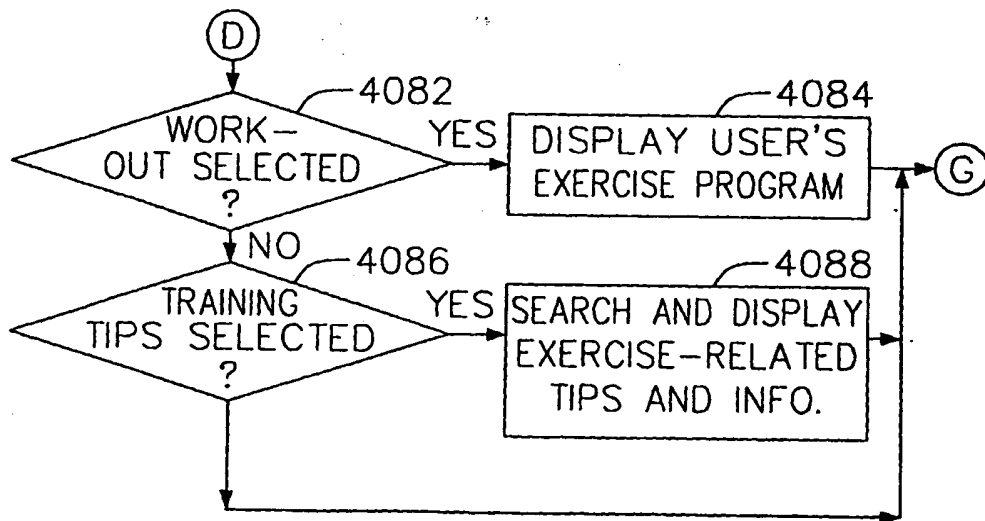 D
4082
WORK-
OUT SELECTED
?
YES
4084
DISPLAY USER'S
EXERCISE PROGRAM
G
NO
4086
TRAINING
TIPS SELECTED
?
YES
4088
SEARCH AND DISPLAY
EXERCISE-RELATED
TIPS AND INFO.